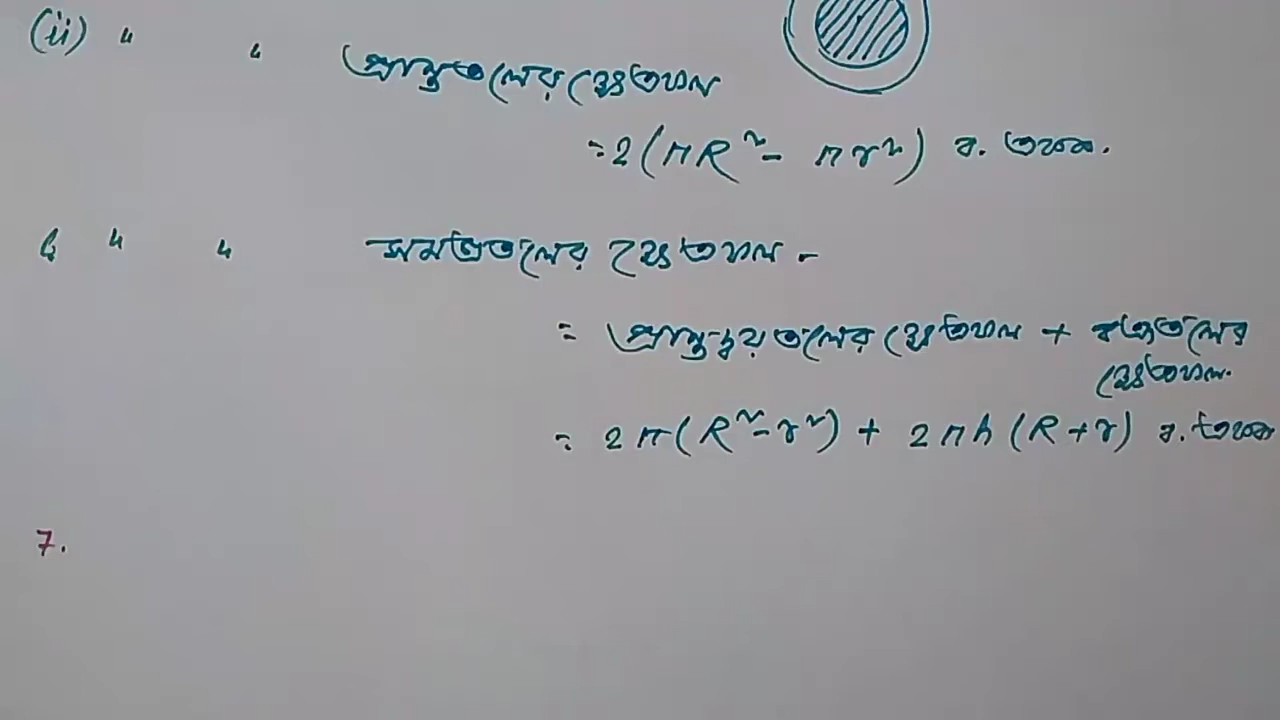 (ii) " " প্রান্ততলের ক্ষেত্রফল
= 2 (πR² - πr²) ব. একক.
6 " " সমগ্রতলের ক্ষেত্রফল -
= প্রান্তদ্বয়তলের ক্ষেত্রফল + বক্রতলের
ক্ষেত্রফল.
= 2π(R² - r²) + 2πh (R + r) ব. একক
7.